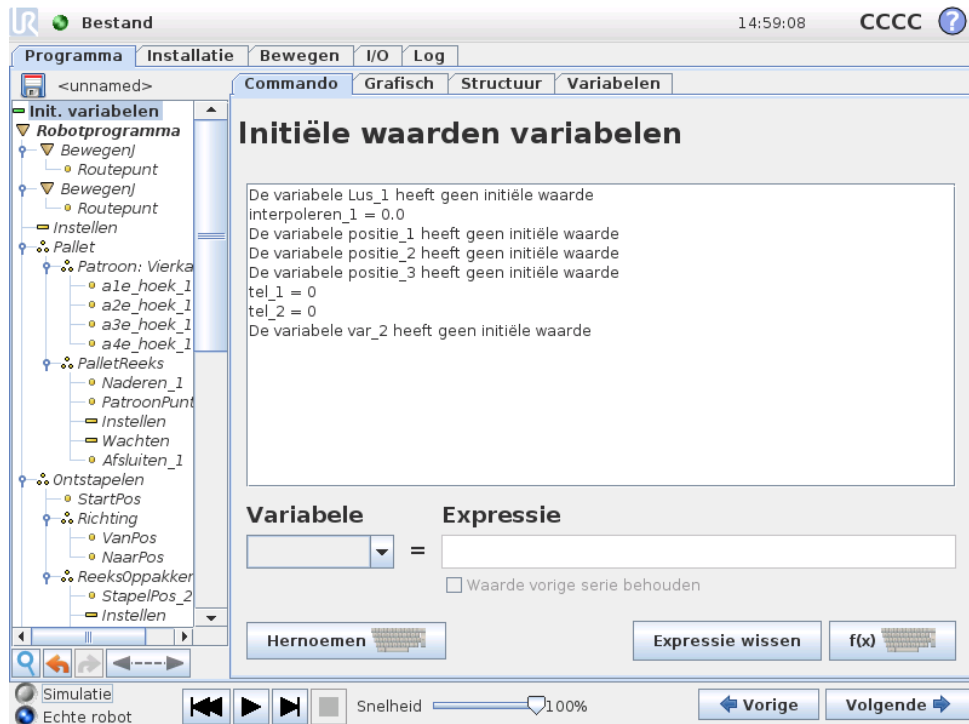 Bestand
14:59:08
CCCC
?
Programma
Installatie
Bewegen
I/O
Log
<unnamed>
Commando
Grafisch
Structuur
Variabelen
Init. variabelen
Robotprogramma
BewegenJ
Routepunt
BewegenJ
Routepunt
Instellen
Pallet
Patroon: Vierka
a1e_hoek_1
a2e_hoek_1
a3e_hoek_1
a4e_hoek_1
PalletReeks
Naderen_1
PatroonPunt
Instellen
Wachten
Afsluiten_1
Ontstapelen
StartPos
Richting
VanPos
NaarPos
ReeksOppakken
StapelPos_2
Instellen
Initiële waarden variabelen
De variabele Lus_1 heeft geen initiële waarde
interpoleren_1 = 0.0
De variabele positie_1 heeft geen initiële waarde
De variabele positie_2 heeft geen initiële waarde
De variabele positie_3 heeft geen initiële waarde
tel_1 = 0
tel_2 = 0
De variabele var_2 heeft geen initiële waarde
Variabele
Expressie
=
Waarde vorige serie behouden
Hernoemen
Expressie wissen
f(x)
Simulatie
Echte robot
Snelheid
100%
Vorige
Volgende